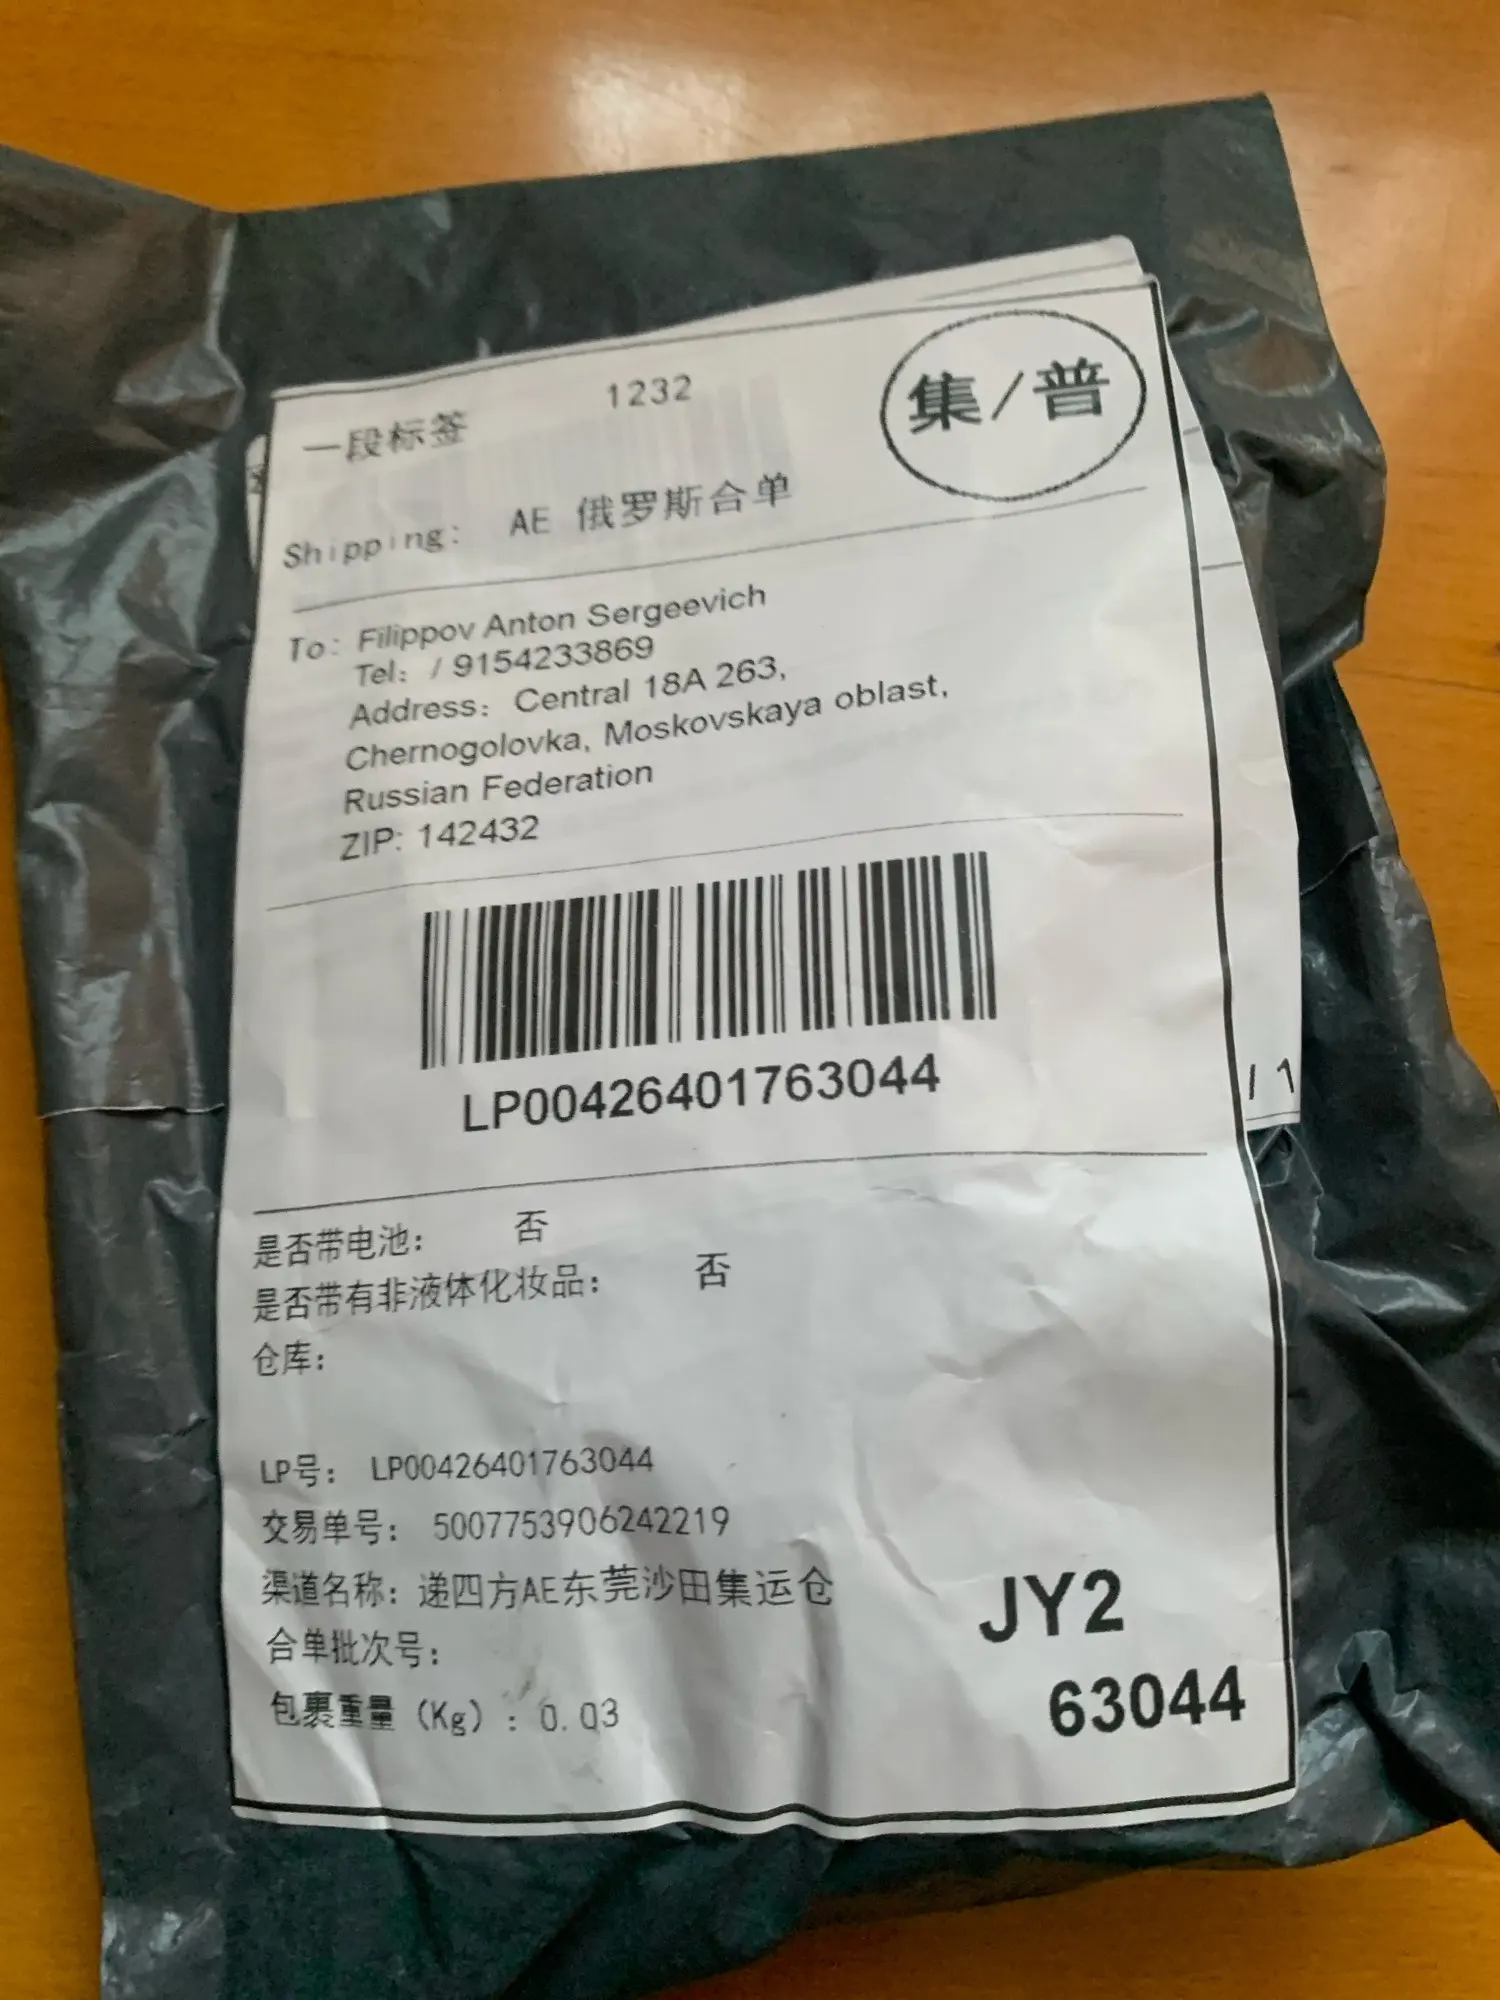 1232
集/普
一段标签
Shipping: AE 俄罗斯合单
To: Filippov Anton Sergeevich
Tel: / 9154233869
Address: Central 18A 263,
Chernogolovka, Moskovskaya oblast,
Russian Federation
ZIP: 142432
LP00426401763044
/ 1
是否带电池: 否
是否带有非液体化妆品: 否
仓库:
LP号: LP00426401763044
交易单号: 5007753906242219
渠道名称: 递四方AE东莞沙田集运仓
合单批次号:
JY2
包裹重量 (Kg) : 0.03
63044